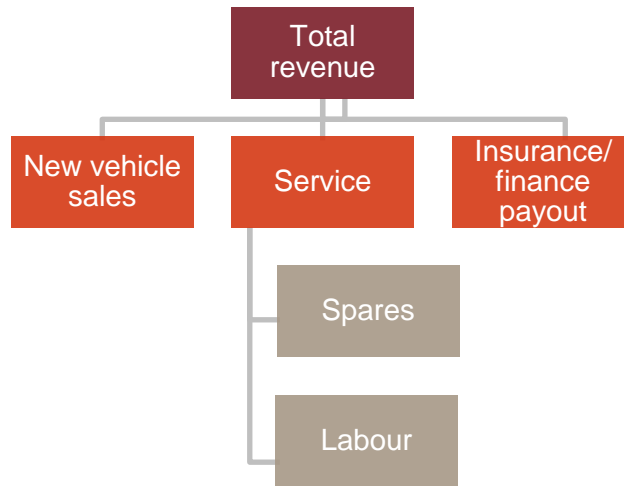 Total
revenue
New vehicle
sales
Service
Insurance/
finance
payout
Spares
Labour